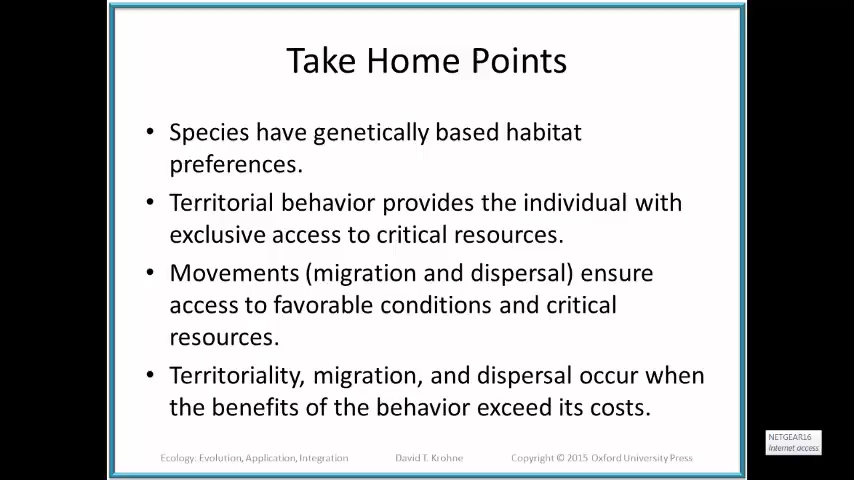 Take Home Points
• Species have genetically based habitat
preferences.
• Territorial behavior provides the individual with
exclusive access to critical resources.
• Movements (migration and dispersal) ensure
access to favorable conditions and critical
resources.
• Territoriality, migration, and dispersal occur when
the benefits of the behavior exceed its costs.
Ecology: Evolution, Application, Integration David T. Krohne Copyright © 2015 Oxford University Press
NETGEAR16
Internet access